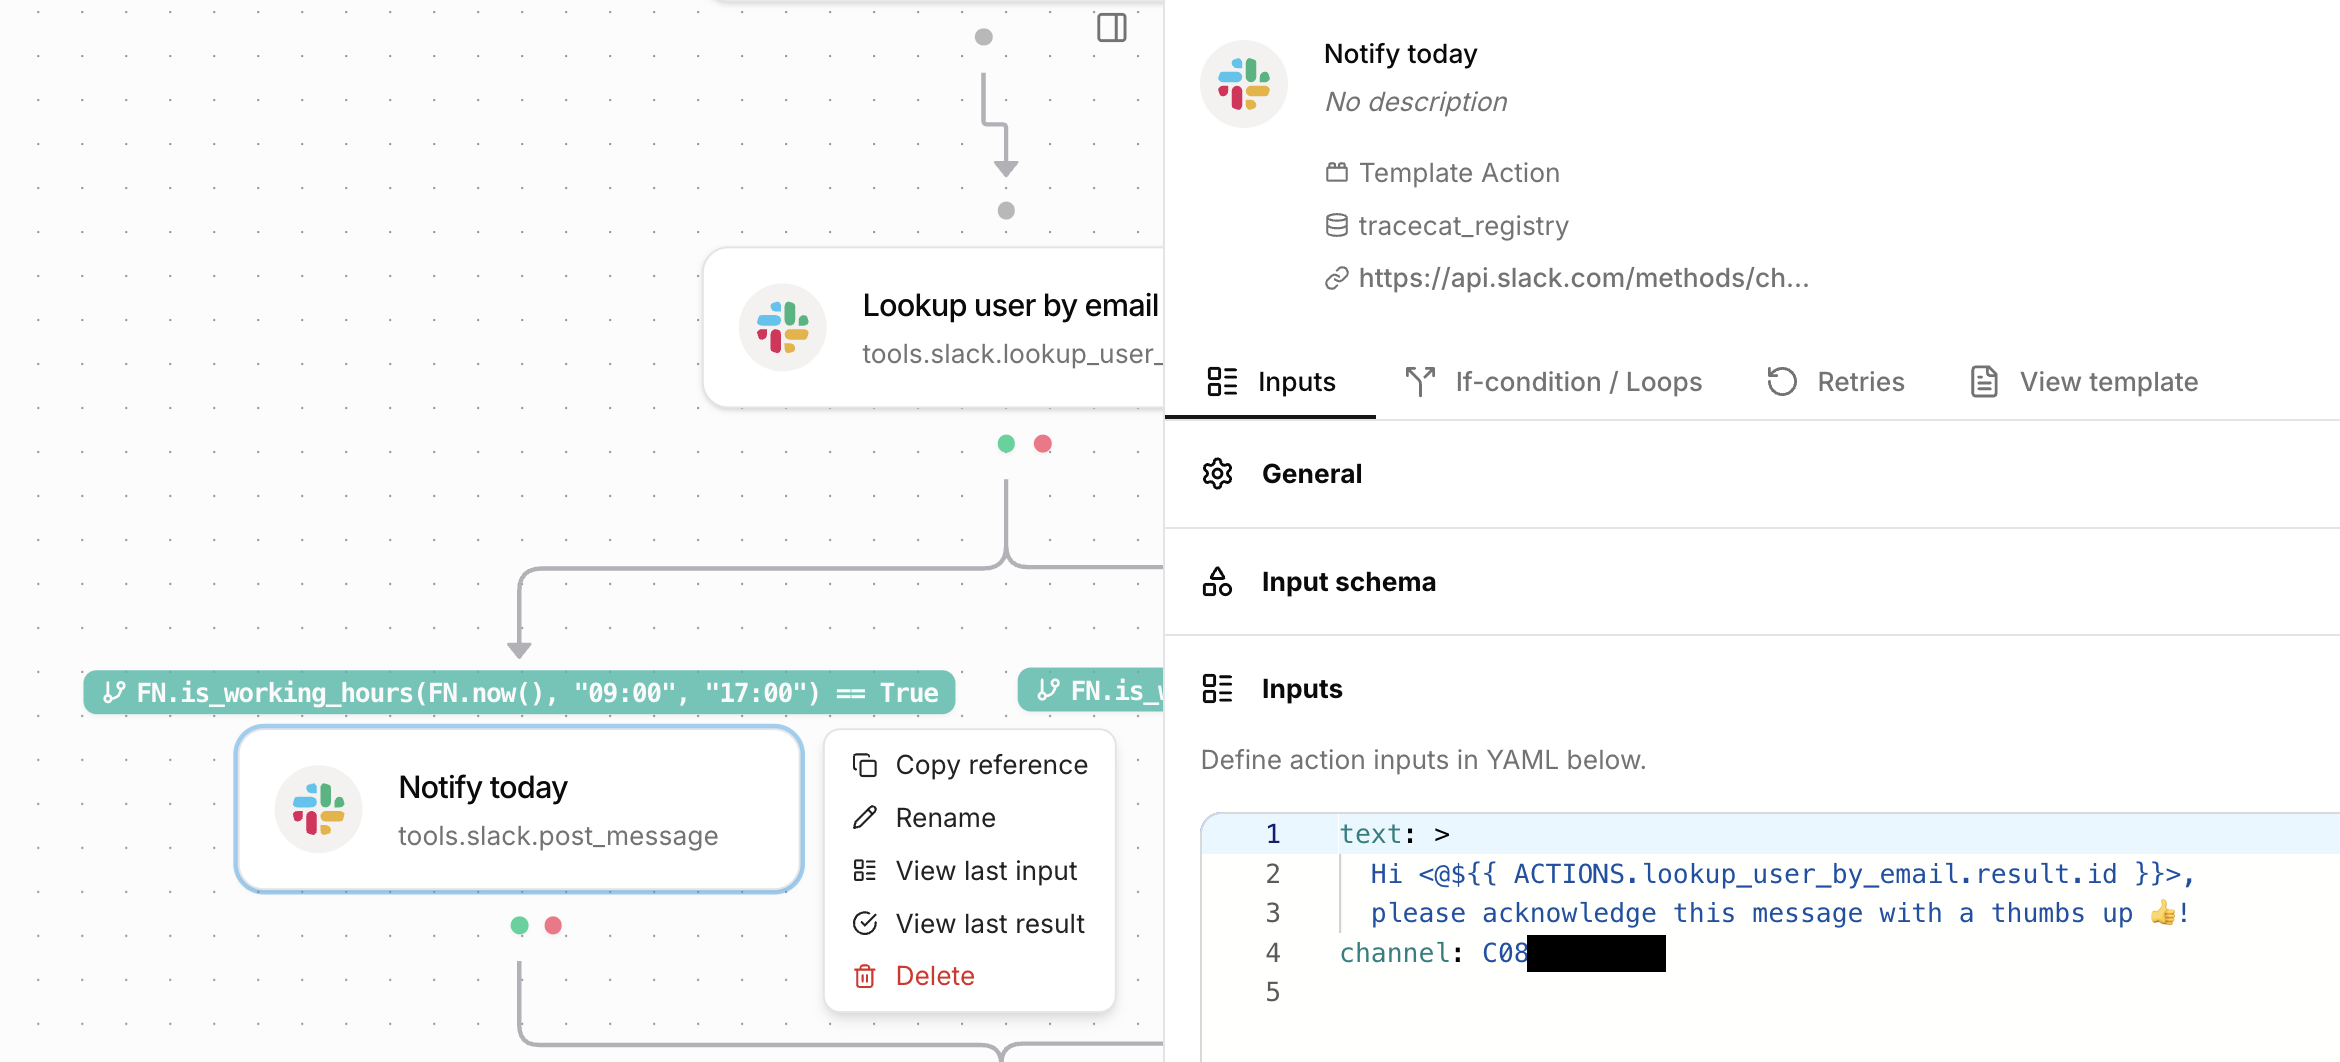 Lookup user by email
tools.slack.lookup_user_
FN.is_working_hours(FN.now(), "09:00", "17:00") == True
FN.is_
Notify today
tools.slack.post_message
Copy reference
Rename
View last input
View last result
Delete
Notify today
No description
Template Action
tracecat_registry
https://api.slack.com/methods/ch...
Inputs
If-condition / Loops
Retries
View template
General
Input schema
Inputs
Define action inputs in YAML below.
1 text: >
2 Hi <@${{ ACTIONS.lookup_user_by_email.result.id }}>,
3 please acknowledge this message with a thumbs up 👍!
4 channel: C08
5